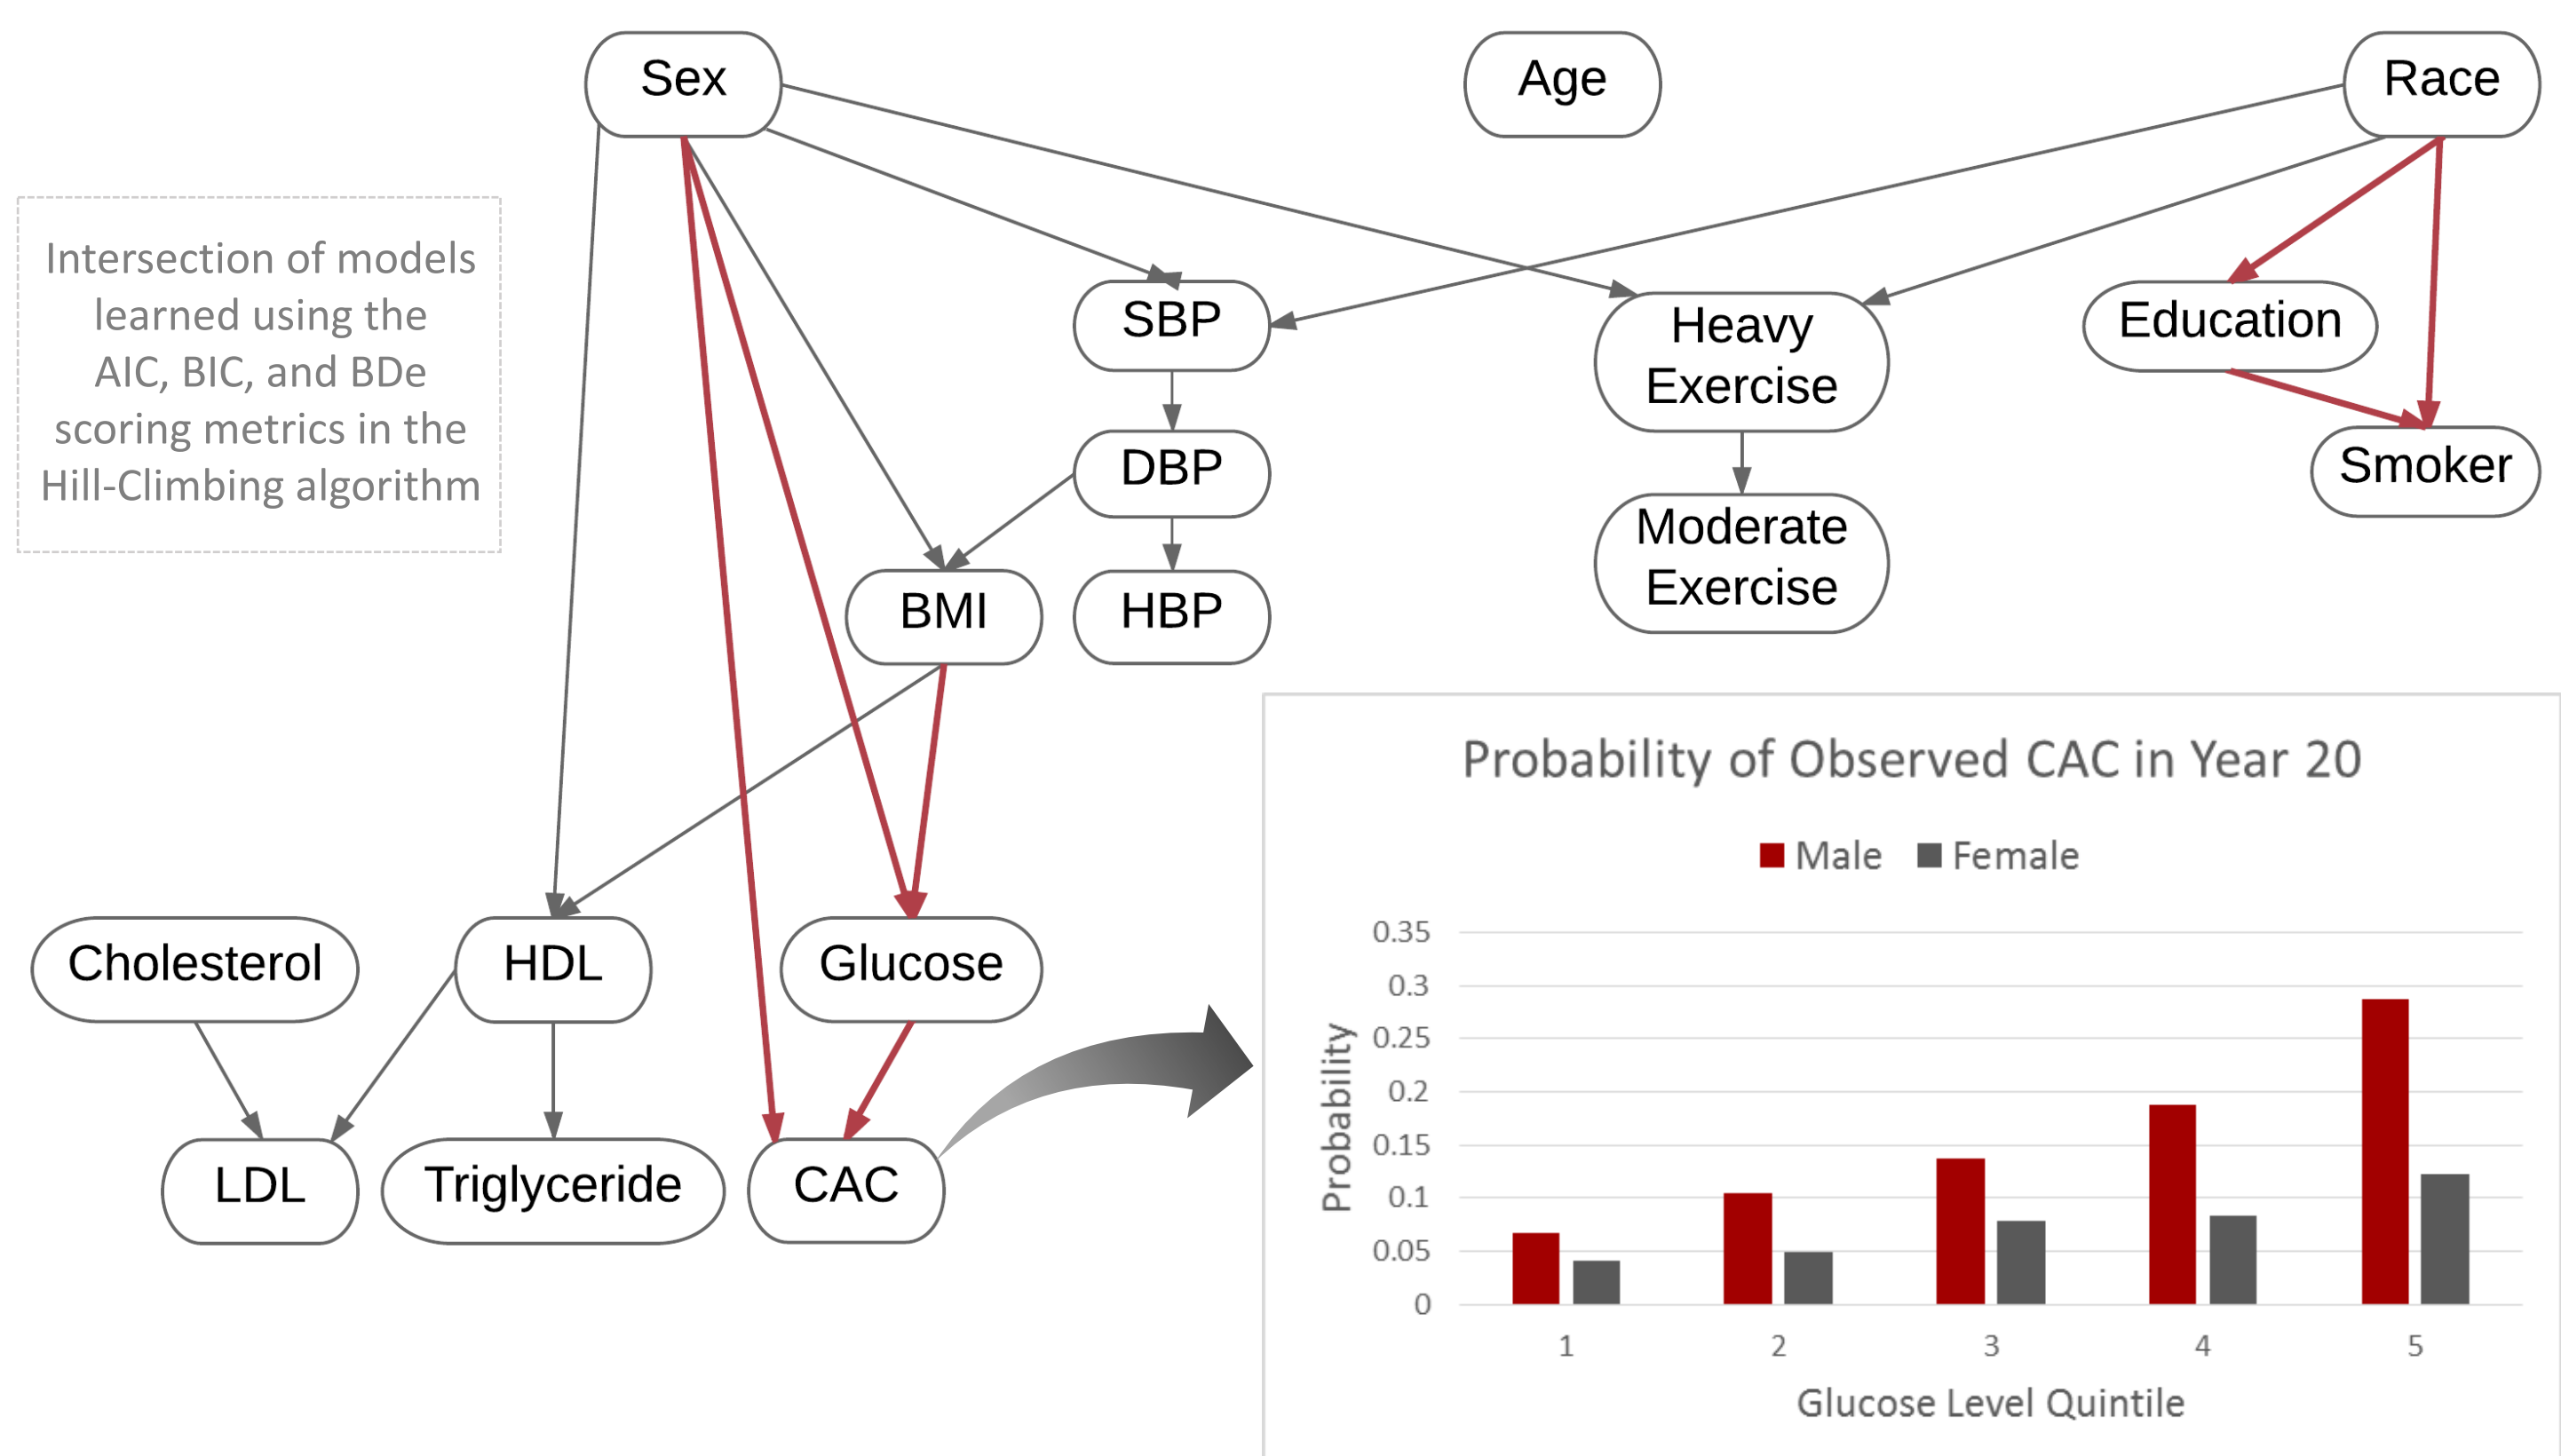 Sex
Age
Race
Intersection of models
learned using the
AIC, BIC, and BDe
scoring metrics in the
Hill-Climbing algorithm
SBP
Heavy
Exercise
Education
DBP
Smoker
Moderate
Exercise
BMI
HBP
Cholesterol
HDL
Glucose
LDL
Triglyceride
CAC
Probability of Observed CAC in Year 20
Male
Female
Probability
0.35
0.3
0.25
0.2
0.15
0.1
0.05
0
1
2
3
4
5
Glucose Level Quintile